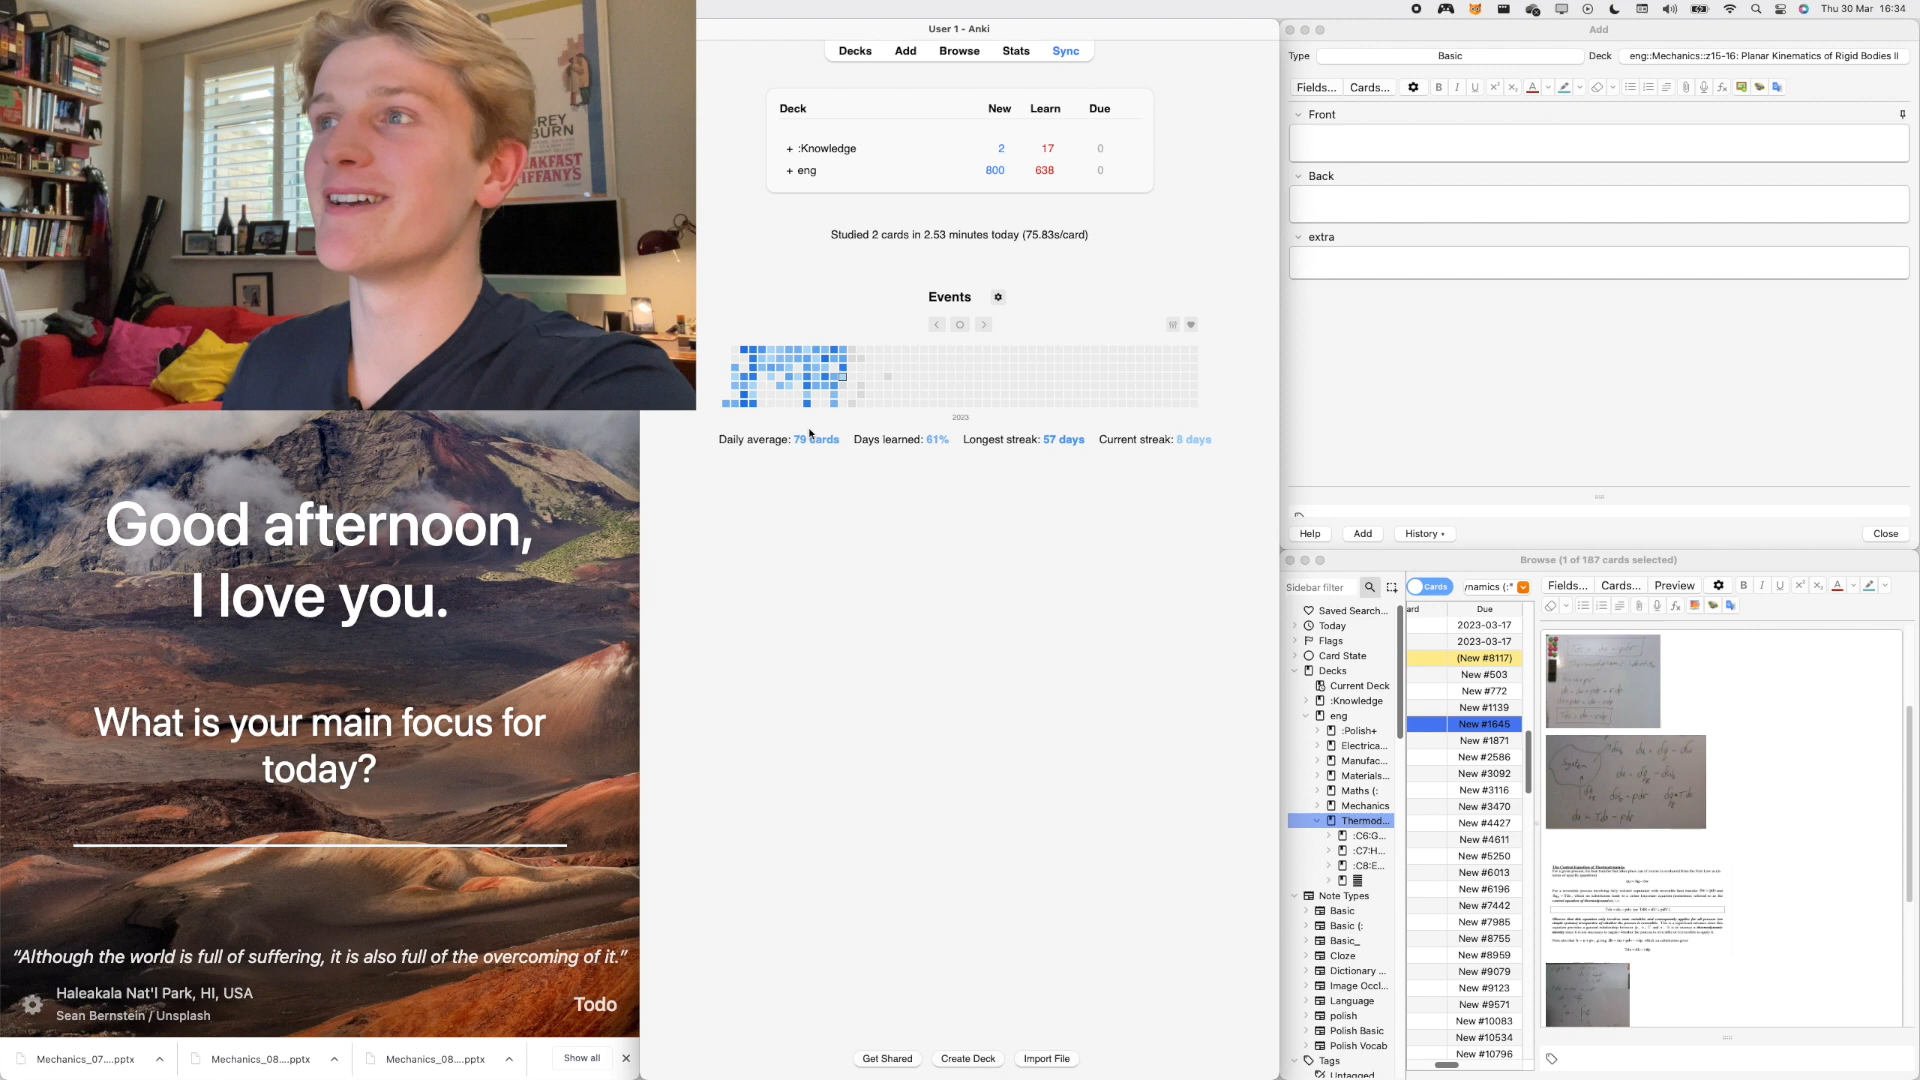 REY
BURN
AKFAST
IFFANY'S
Thu 30 Mar 16:34
User 1 - Anki
Decks Add Browse Stats Sync
Deck New Learn Due
+ :Knowledge 2 17 0
+ eng 800 638 0
Studied 2 cards in 2.53 minutes today (75.83s/card)
Events
2023
Daily average: 79 cards Days learned: 61% Longest streak: 57 days Current streak: 8 days
Get Shared Create Deck Import File
Good afternoon,
I love you.
What is your main focus for
today?
“Although the world is full of suffering, it is also full of the overcoming of it.”
Haleakala Nat'l Park, HI, USA
Sean Bernstein / Unsplash
Todo
Mechanics_07....pptx Mechanics_08....pptx Mechanics_08....pptx Show all
Add
Type Basic Deck eng::Mechanics::z15-16: Planar Kinematics of Rigid Bodies II
Fields... Cards... B I U
Front
Back
extra
Help Add History Close
Browse (1 of 187 cards selected)
Sidebar filter
Cards ynamics (:*
Fields... Cards... Preview B I U
Saved Search...
Today
Flags
Card State
Decks
Current Deck
:Knowledge
eng
:Polish+
Electrica...
Manufac...
Materials...
Maths (:
Mechanics
Thermod...
:C6:G...
:C7:H...
:C8:E...
Note Types
Basic
Basic (:
Basic_
Cloze
Dictionary ...
Image Occl...
Language
polish
Polish Basic
Polish Vocab
Tags
Untagged
ard Due
2023-03-17
2023-03-17
(New #8117)
New #503
New #772
New #1139
New #1645
New #1871
New #2586
New #3092
New #3116
New #3470
New #4427
New #4611
New #5250
New #6013
New #6196
New #7442
New #7985
New #8755
New #8959
New #9079
New #9123
New #9571
New #10083
New #10534
New #10796
The Central Equation of Thermodynamics